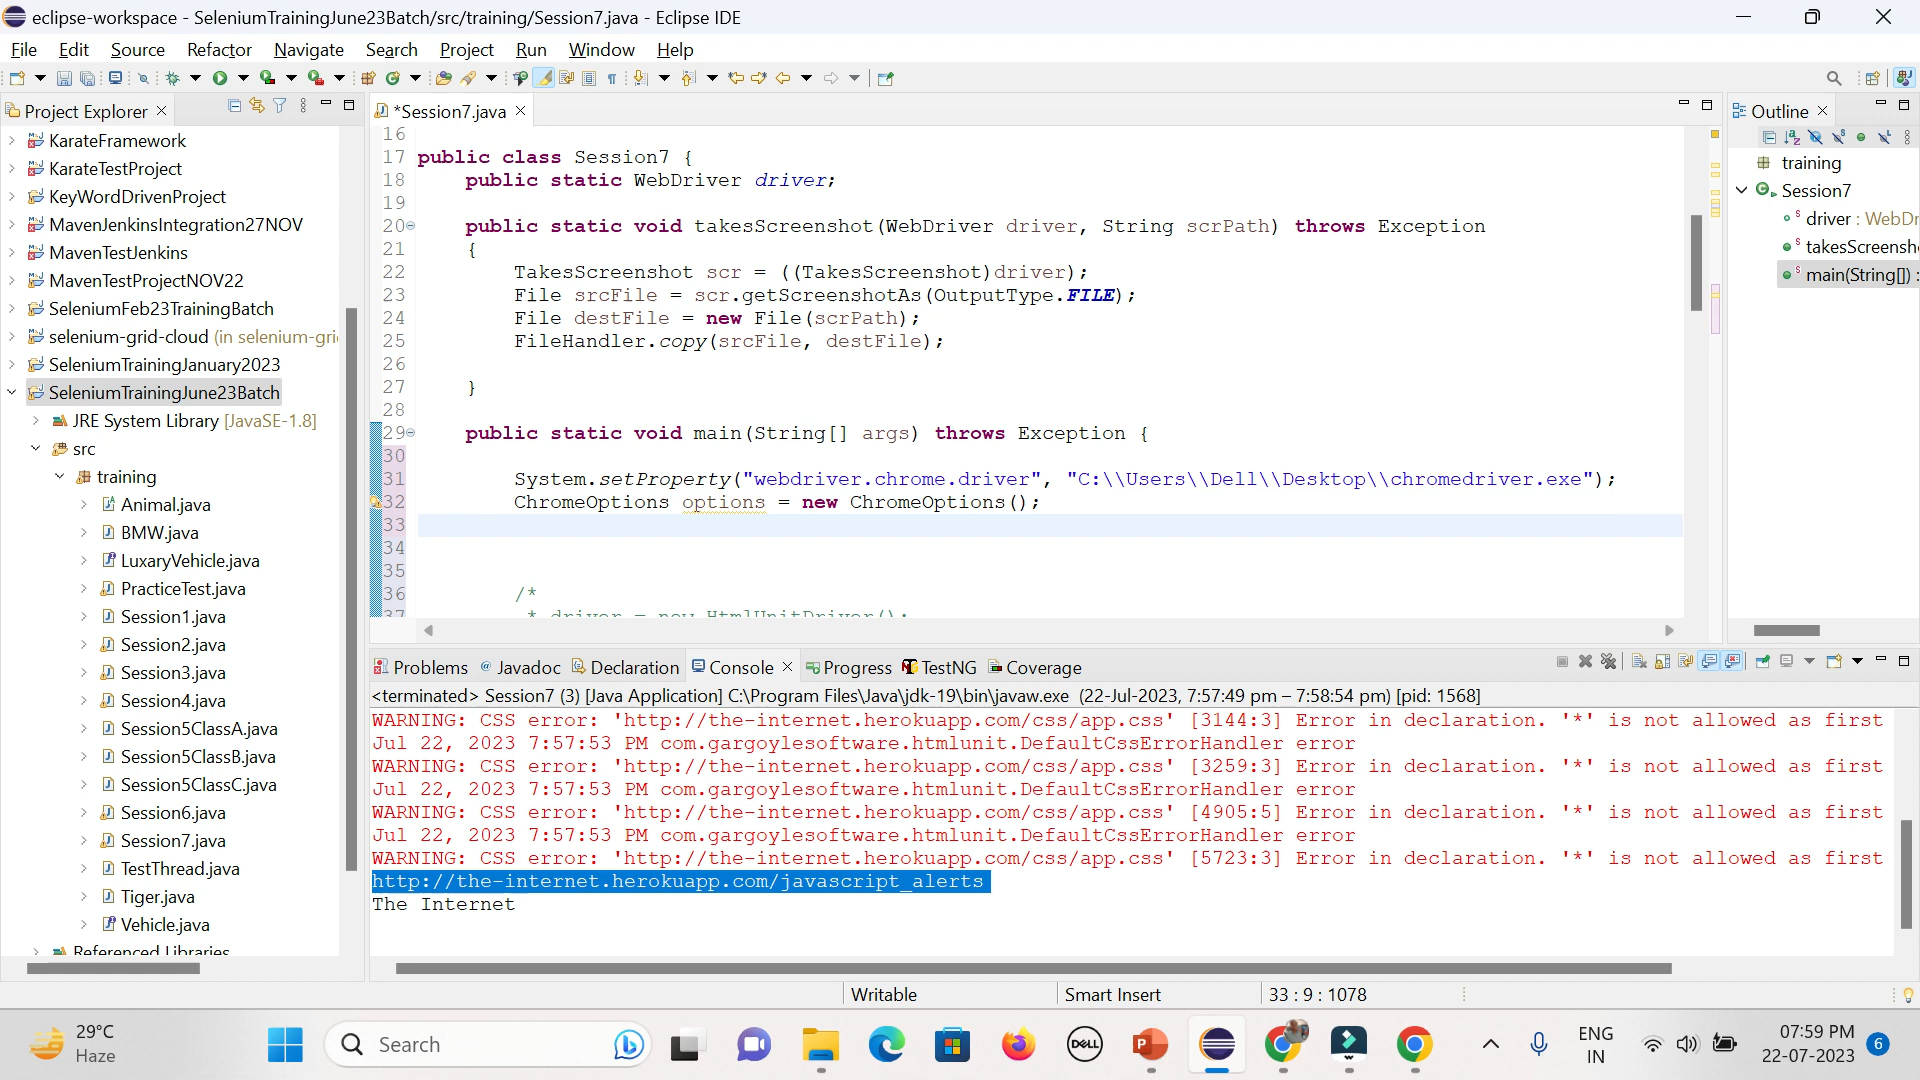 eclipse-workspace - SeleniumTrainingJune23Batch/src/training/Session7.java - Eclipse IDE
File Edit Source Refactor Navigate Search Project Run Window Help
Project Explorer
KarateFramework
KarateTestProject
KeyWordDrivenProject
MavenJenkinsIntegration27NOV
MavenTestJenkins
MavenTestProjectNOV22
SeleniumFeb23TrainingBatch
selenium-grid-cloud (in selenium-gri
SeleniumTrainingJanuary2023
SeleniumTrainingJune23Batch
JRE System Library [JavaSE-1.8]
src
training
Animal.java
BMW.java
LuxaryVehicle.java
PracticeTest.java
Session1.java
Session2.java
Session3.java
Session4.java
Session5ClassA.java
Session5ClassB.java
Session5ClassC.java
Session6.java
Session7.java
TestThread.java
Tiger.java
Vehicle.java
Referenced Libraries
*Session7.java
16
17 public class Session7 {
18 public static WebDriver driver;
19
20 public static void takesScreenshot(WebDriver driver, String scrPath) throws Exception
21 {
22 TakesScreenshot scr = ((TakesScreenshot)driver);
23 File srcFile = scr.getScreenshotAs(OutputType.FILE);
24 File destFile = new File(scrPath);
25 FileHandler.copy(srcFile, destFile);
26
27 }
28
29 public static void main(String[] args) throws Exception {
30
31 System.setProperty("webdriver.chrome.driver", "C:\\Users\\Dell\\Desktop\\chromedriver.exe");
32 ChromeOptions options = new ChromeOptions();
33
34
35
36 /*
37 * driver = new HtmlUnitDriver();
Outline
training
Session7
driver : WebDr
takesScreensh
main(String[]) :
Problems Javadoc Declaration Console Progress TestNG Coverage
<terminated> Session7 (3) [Java Application] C:\Program Files\Java\jdk-19\bin\javaw.exe (22-Jul-2023, 7:57:49 pm – 7:58:54 pm) [pid: 1568]
WARNING: CSS error: 'http://the-internet.herokuapp.com/css/app.css' [3144:3] Error in declaration. '*' is not allowed as first
Jul 22, 2023 7:57:53 PM com.gargoylesoftware.htmlunit.DefaultCssErrorHandler error
WARNING: CSS error: 'http://the-internet.herokuapp.com/css/app.css' [3259:3] Error in declaration. '*' is not allowed as first
Jul 22, 2023 7:57:53 PM com.gargoylesoftware.htmlunit.DefaultCssErrorHandler error
WARNING: CSS error: 'http://the-internet.herokuapp.com/css/app.css' [4905:5] Error in declaration. '*' is not allowed as first
Jul 22, 2023 7:57:53 PM com.gargoylesoftware.htmlunit.DefaultCssErrorHandler error
WARNING: CSS error: 'http://the-internet.herokuapp.com/css/app.css' [5723:3] Error in declaration. '*' is not allowed as first
http://the-internet.herokuapp.com/javascript_alerts
The Internet
Writable Smart Insert 33 : 9 : 1078
29°C
Haze
Search
DELL
ENG
IN
07:59 PM
22-07-2023
6